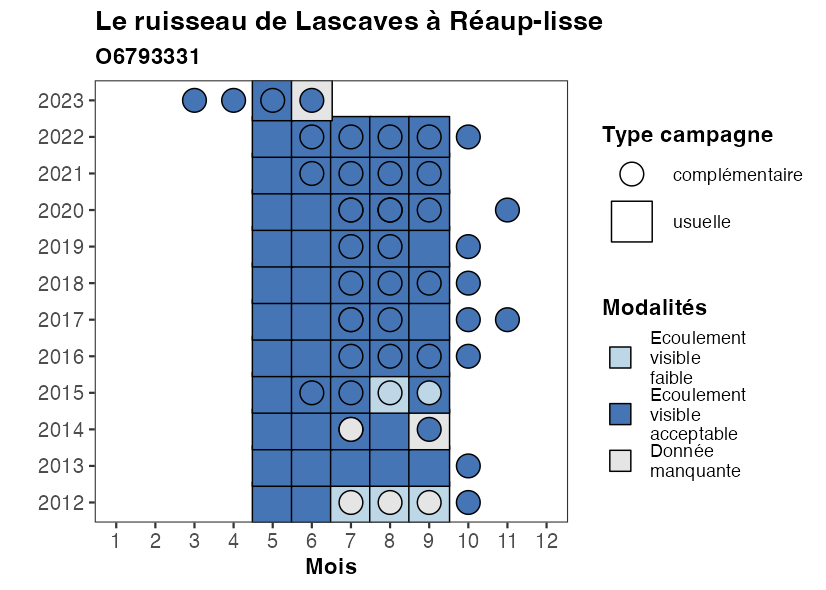 Le ruisseau de Lascaves à Réaup-lisse
O6793331
2023
2022
2021
2020
2019
2018
2017
2016
2015
2014
2013
2012
1 2 3 4 5 6 7 8 9 10 11 12
Mois
Type campagne
complémentaire
usuelle
Modalités
Ecoulement
visible
faible
Ecoulement
visible
acceptable
Donnée
manquante